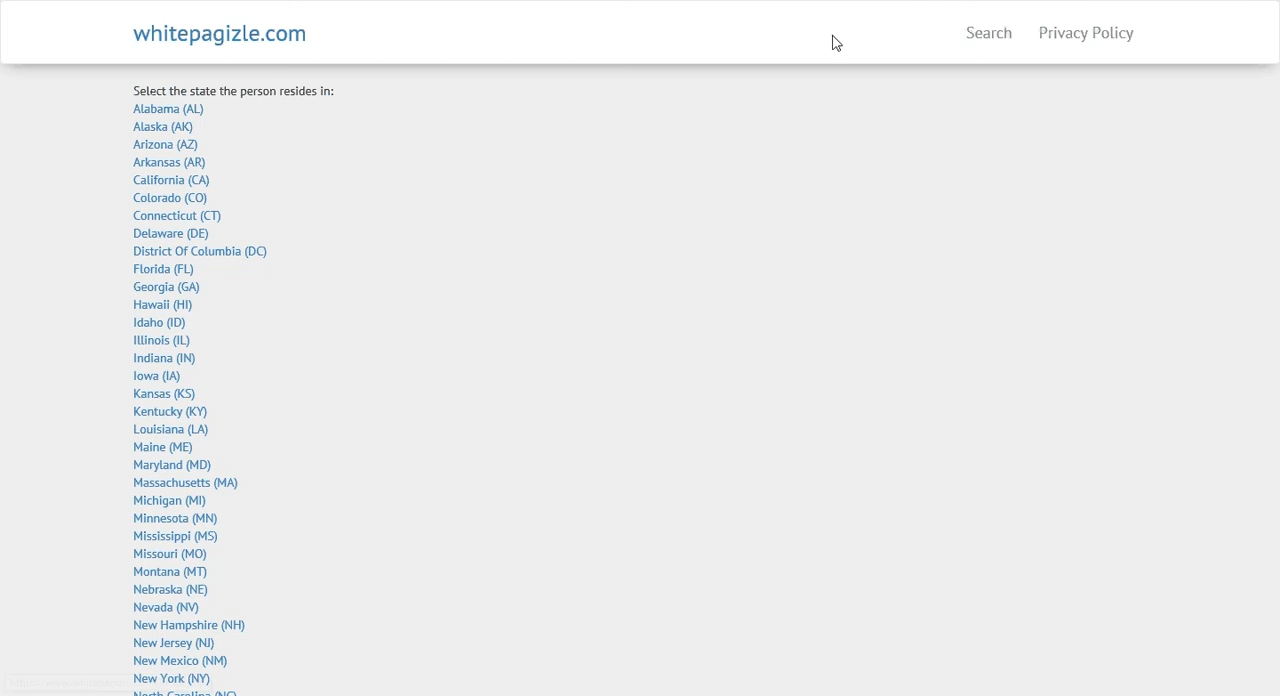 whitepagizle.com
Search
Privacy Policy
Select the state the person resides in:
Alabama (AL)
Alaska (AK)
Arizona (AZ)
Arkansas (AR)
California (CA)
Colorado (CO)
Connecticut (CT)
Delaware (DE)
District Of Columbia (DC)
Florida (FL)
Georgia (GA)
Hawaii (HI)
Idaho (ID)
Illinois (IL)
Indiana (IN)
Iowa (IA)
Kansas (KS)
Kentucky (KY)
Louisiana (LA)
Maine (ME)
Maryland (MD)
Massachusetts (MA)
Michigan (MI)
Minnesota (MN)
Mississippi (MS)
Missouri (MO)
Montana (MT)
Nebraska (NE)
Nevada (NV)
New Hampshire (NH)
New Jersey (NJ)
New Mexico (NM)
New York (NY)
North Carolina (NC)